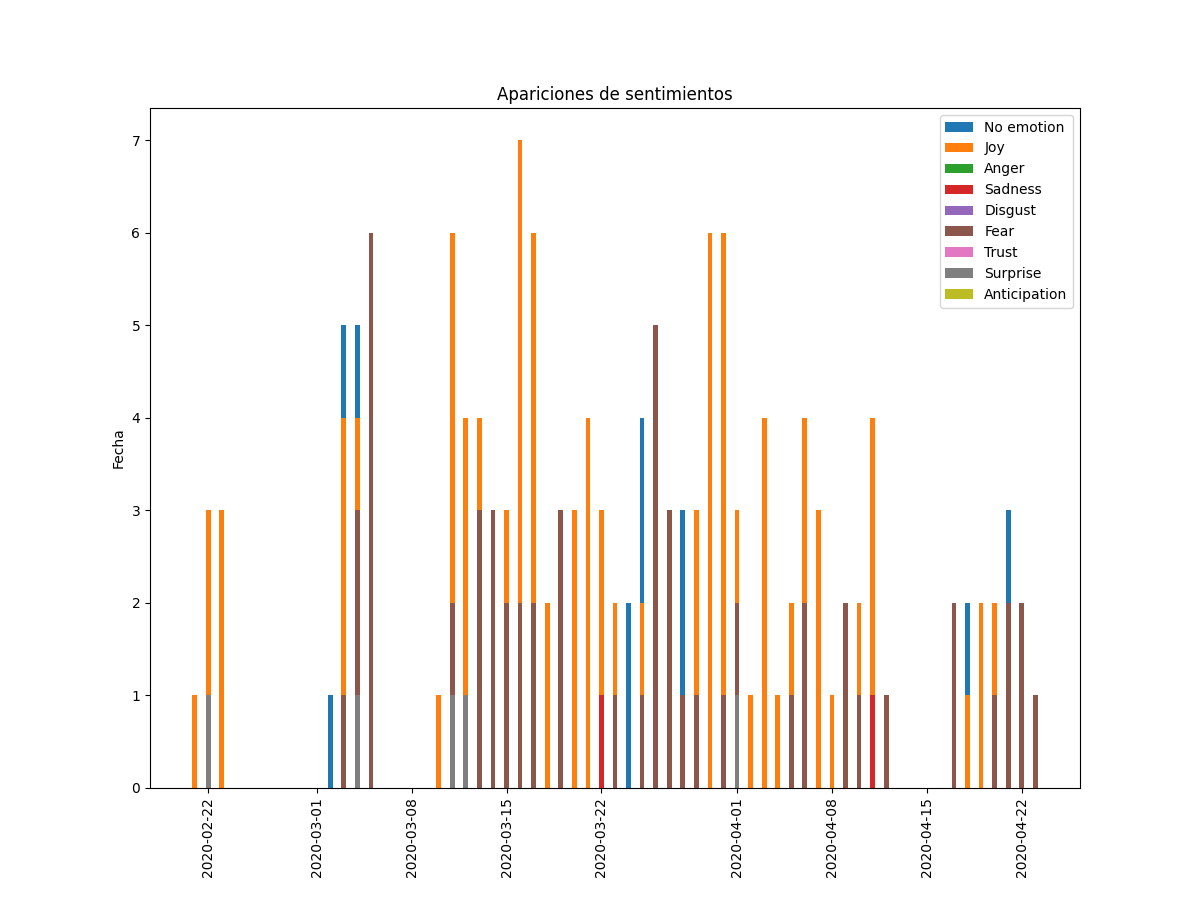 Apariciones de sentimientos
No emotion
Joy
Anger
Sadness
Disgust
Fear
Trust
Surprise
Anticipation
Fecha
7
6
5
4
3
2
1
0
2020-02-22
2020-03-01
2020-03-08
2020-03-15
2020-03-22
2020-04-01
2020-04-08
2020-04-15
2020-04-22